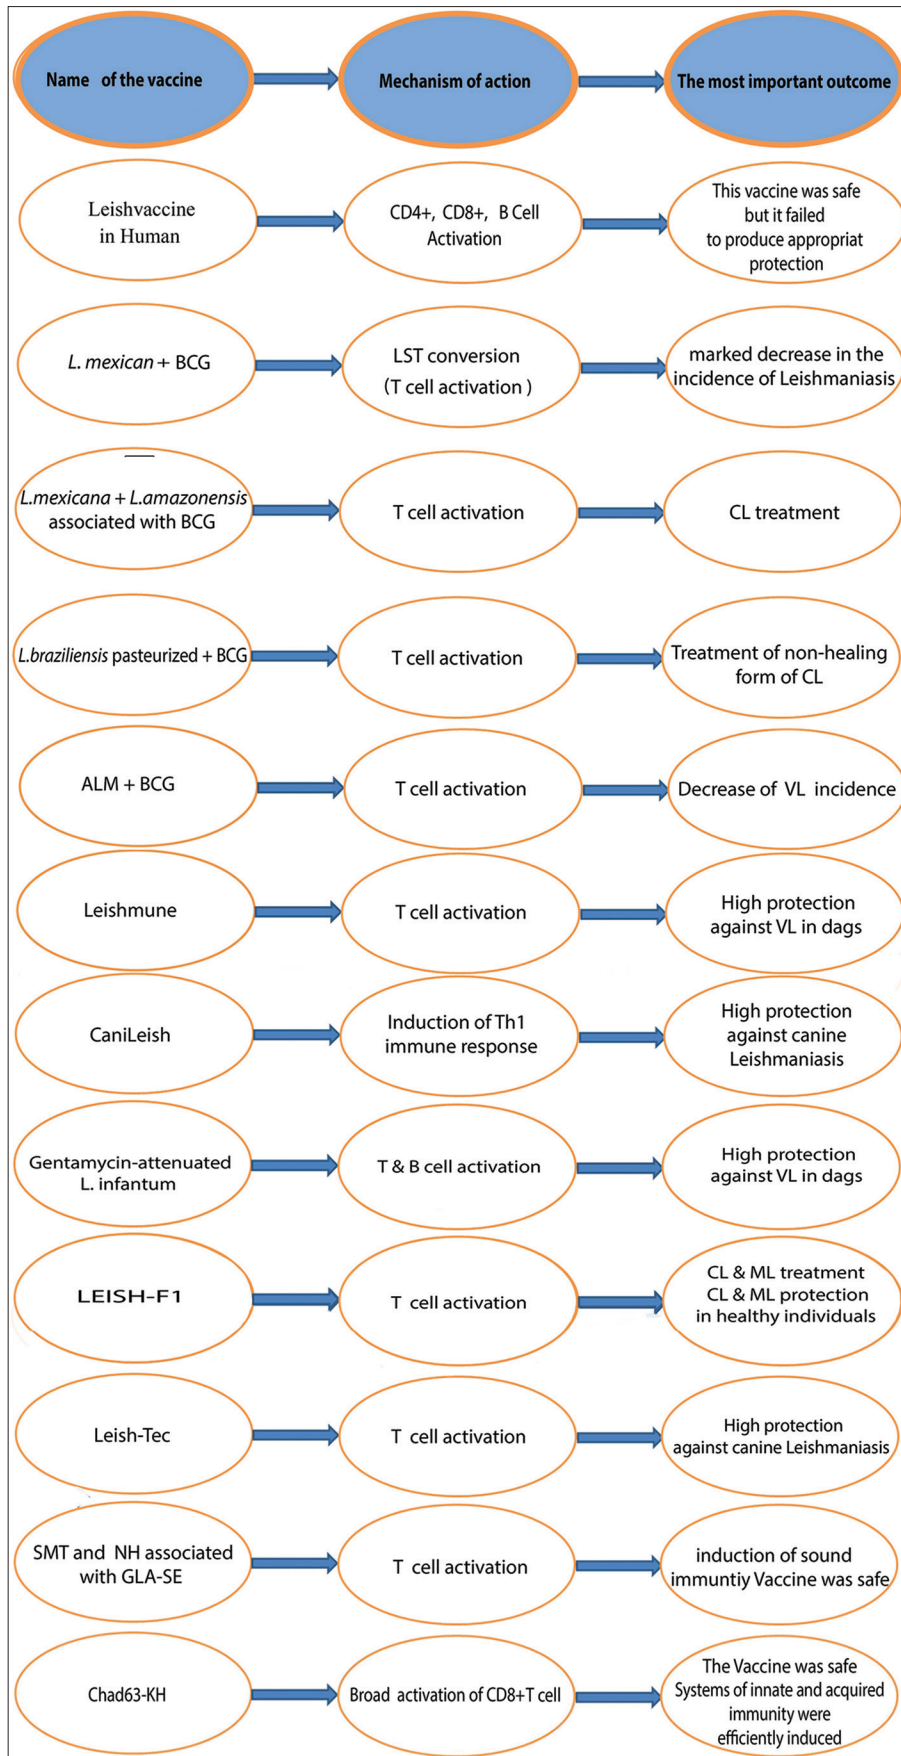 Name of the vaccine
Mechanism of action
The most important outcome
Leishvaccine
in Human
CD4+, CD8+, B Cell
Activation
This vaccine was safe
but it failed
to produce appropriat
protection
L. mexican + BCG
LST conversion
(T cell activation )
marked decrease in the
incidence of Leishmaniasis
L.mexicana + L.amazonensis
associated with BCG
T cell activation
CL treatment
L.braziliensis pasteurized + BCG
T cell activation
Treatment of non-healing
form of CL
ALM + BCG
T cell activation
Decrease of VL incidence
Leishmune
T cell activation
High protection
against VL in dags
CaniLeish
Induction of Th1
immune response
High protection
against canine
Leishmaniasis
Gentamycin-attenuated
L. infantum
T & B cell activation
High protection
against VL in dags
LEISH-F1
T cell activation
CL & ML treatment
CL & ML protection
in healthy individuals
Leish-Tec
T cell activation
High protection
against canine Leishmaniasis
SMT and NH associated
with GLA-SE
T cell activation
induction of sound
immuntiy Vaccine was safe
Chad63-KH
Broad activation of CD8+T cell
The Vaccine was safe
Systems of innate and acquired
immunity were
efficiently induced